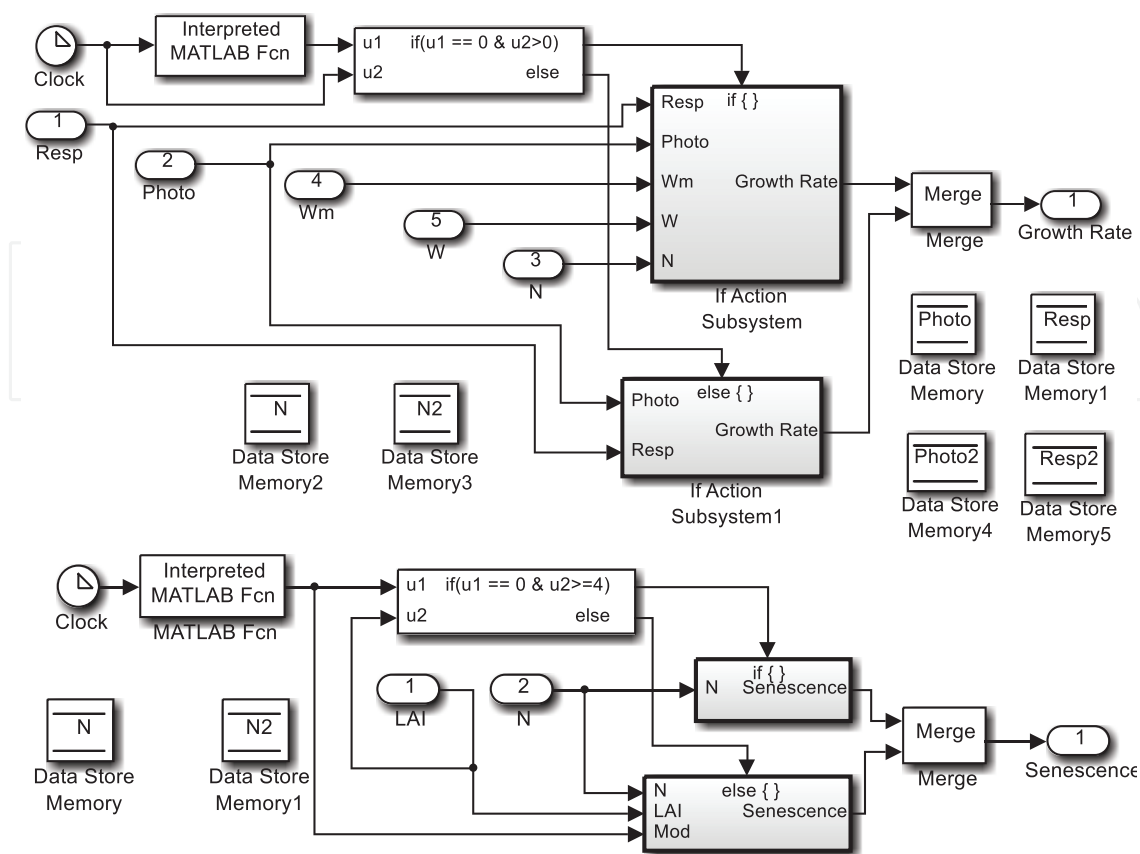 Clock
Interpreted
MATLAB Fcn
u1 if(u1 == 0 & u2>0)
u2 else
1
Resp
2
Photo
4
Wm
5
W
3
N
if { }
Resp
Photo
Wm
W
N
Growth Rate
If Action
Subsystem
Merge
Merge
1
Growth Rate
else { }
Photo
Resp
Growth Rate
If Action
Subsystem1
Photo
Data Store
Memory
Resp
Data Store
Memory1
N
Data Store
Memory2
N2
Data Store
Memory3
Photo2
Data Store
Memory4
Resp2
Data Store
Memory5
Clock
Interpreted
MATLAB Fcn
MATLAB Fcn
u1 if(u1 == 0 & u2>=4)
u2 else
1
LAI
2
N
if { }
N Senescence
else { }
N
LAI
Mod
Senescence
Merge
Merge
1
Senescence
N
Data Store
Memory
N2
Data Store
Memory1